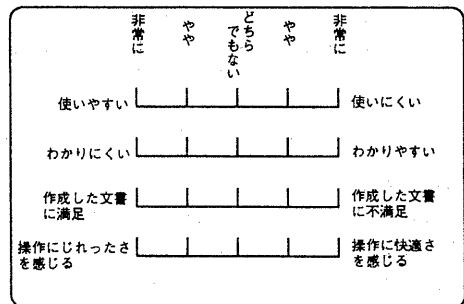 非常に
やや
どちら
でもない
やや
非常に
使いやすい
使いにくい
わかりにくい
わかりやすい
作成した文書
に満足
作成した文書
に不満足
操作にじれったさ
を感じる
操作に快適さ
を感じる